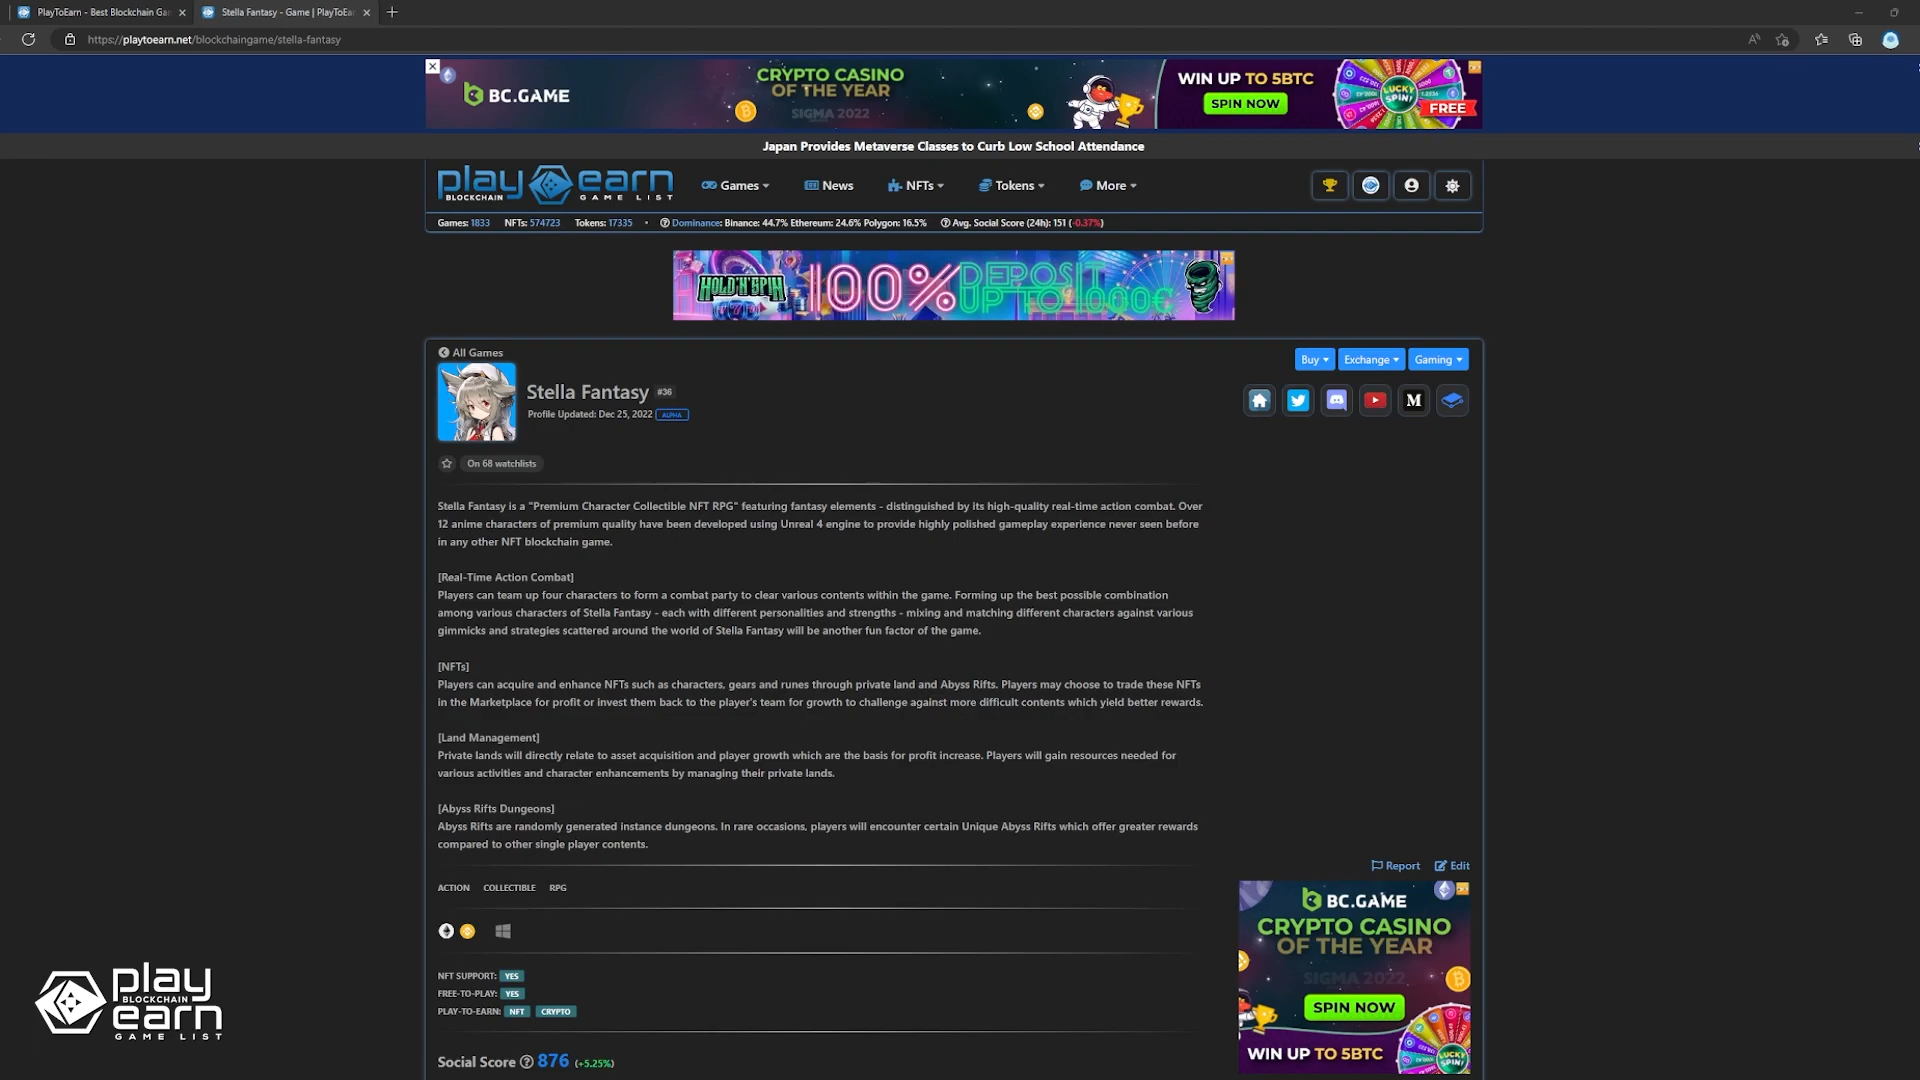 PlayToEarn - Best Blockchain Ga
Stella Fantasy - Game | PlayToEa
https://playtoearn.net/blockchaingame/stella-fantasy
BC.GAME
CRYPTO CASINO
OF THE YEAR
SIGMA 2022
WIN UP TO 5BTC
SPIN NOW
LUCKY
SPIN!
FREE
Japan Provides Metaverse Classes to Curb Low School Attendance
play earn
BLOCKCHAIN GAME LIST
Games
News
NFTs
Tokens
More
Games: 1833 NFTs: 574723 Tokens: 17335 • Dominance: Binance: 44.7% Ethereum: 24.6% Polygon: 16.5% Avg. Social Score (24h): 151 (-0.37%)
HOLD'N'SPIN
100%
DEPOSIT
UP TO 1000€
All Games
Buy
Exchange
Gaming
Stella Fantasy #36
Profile Updated: Dec 25, 2022 ALPHA
On 68 watchlists
Stella Fantasy is a "Premium Character Collectible NFT RPG" featuring fantasy elements - distinguished by its high-quality real-time action combat. Over
12 anime characters of premium quality have been developed using Unreal 4 engine to provide highly polished gameplay experience never seen before
in any other NFT blockchain game.
[Real-Time Action Combat]
Players can team up four characters to form a combat party to clear various contents within the game. Forming up the best possible combination
among various characters of Stella Fantasy - each with different personalities and strengths - mixing and matching different characters against various
gimmicks and strategies scattered around the world of Stella Fantasy will be another fun factor of the game.
[NFTs]
Players can acquire and enhance NFTs such as characters, gears and runes through private land and Abyss Rifts. Players may choose to trade these NFTs
in the Marketplace for profit or invest them back to the player's team for growth to challenge against more difficult contents which yield better rewards.
[Land Management]
Private lands will directly relate to asset acquisition and player growth which are the basis for profit increase. Players will gain resources needed for
various activities and character enhancements by managing their private lands.
[Abyss Rifts Dungeons]
Abyss Rifts are randomly generated instance dungeons. In rare occasions, players will encounter certain Unique Abyss Rifts which offer greater rewards
compared to other single player contents.
Report
Edit
ACTION COLLECTIBLE RPG
NFT SUPPORT: YES
FREE-TO-PLAY: YES
PLAY-TO-EARN: NFT CRYPTO
Social Score 876 (+5.25%)
BC.GAME
CRYPTO CASINO
OF THE YEAR
SIGMA 2022
SPIN NOW
WIN UP TO 5BTC
LUCKY
SPIN!
play
BLOCKCHAIN
earn
GAME LIST